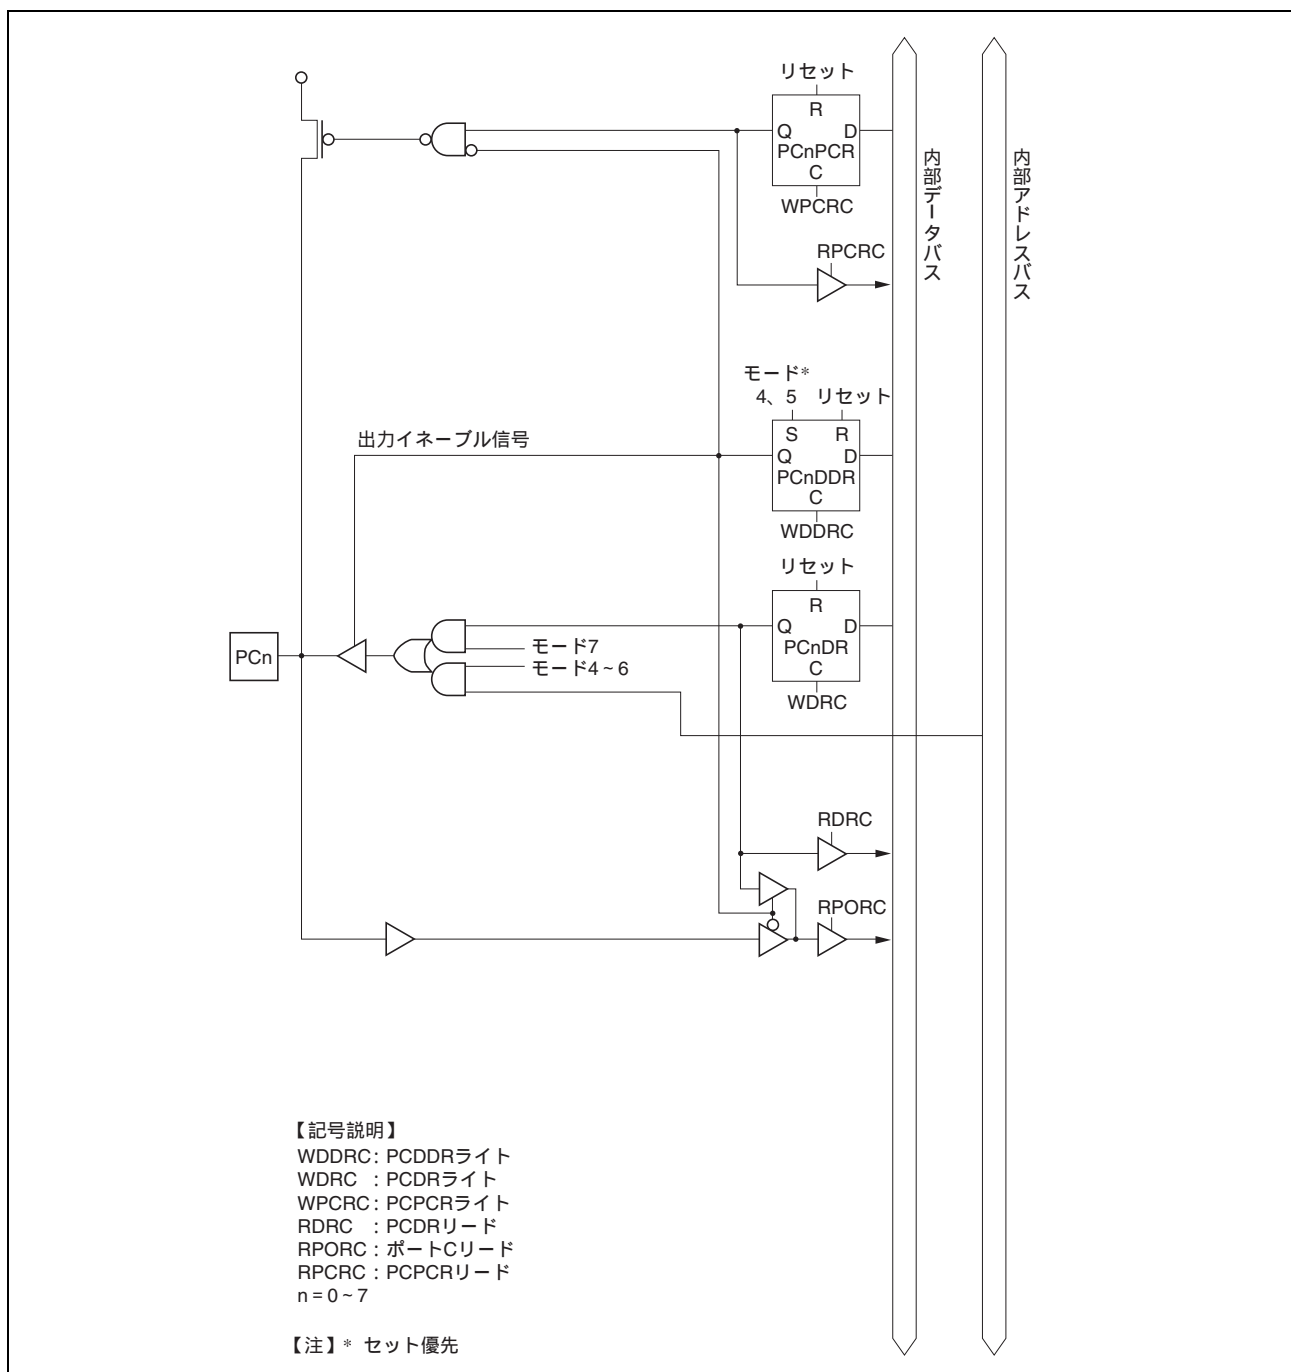 リセット
R
Q D
PCnPCR
C
WPCRC
内部データバス
内部アドレスバス
RPCRC
モード*
4、5 リセット
S R
出力イネーブル信号
Q D
PCnDDR
C
WDDRC
リセット
R
Q D
PCnDR
C
WDRC
モード7
モード4~6
PCn
RDRC
RPORC
【記号説明】
WDDRC : PCDDRライト
WDRC : PCDRライト
WPCRC : PCPCRライト
RDRC : PCDRリード
RPORC : ポートCリード
RPCRC : PCPCRリード
n = 0 ~ 7
【注】* セット優先